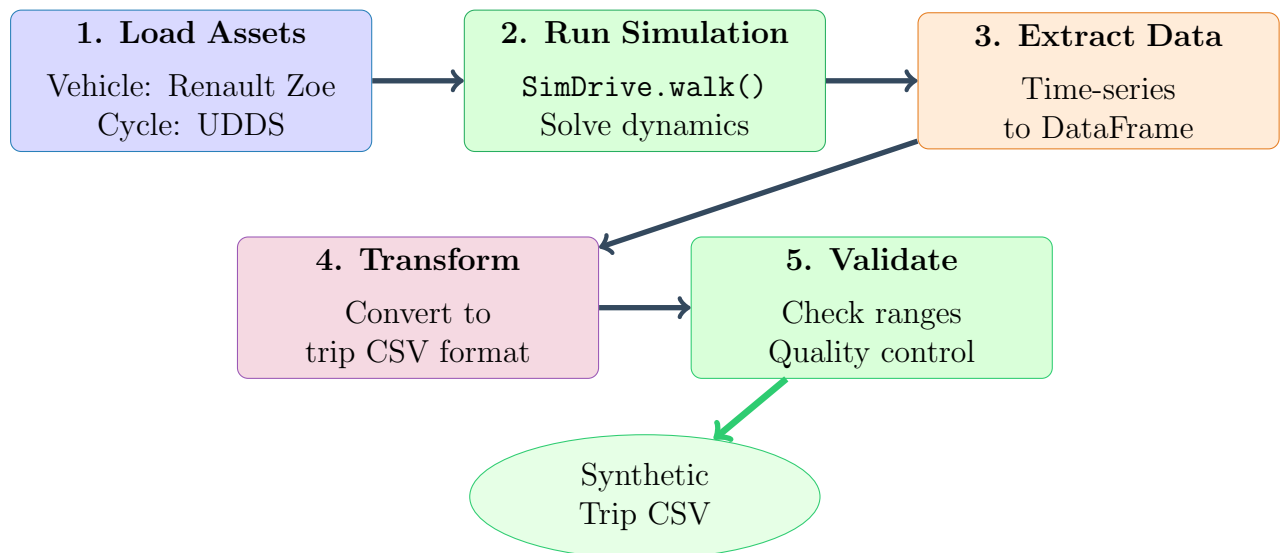 1. Load Assets
Vehicle: Renault Zoe
Cycle: UDDS
2. Run Simulation
SimDrive.walk()
Solve dynamics
3. Extract Data
Time-series
to DataFrame
4. Transform
Convert to
trip CSV format
5. Validate
Check ranges
Quality control
Synthetic
Trip CSV